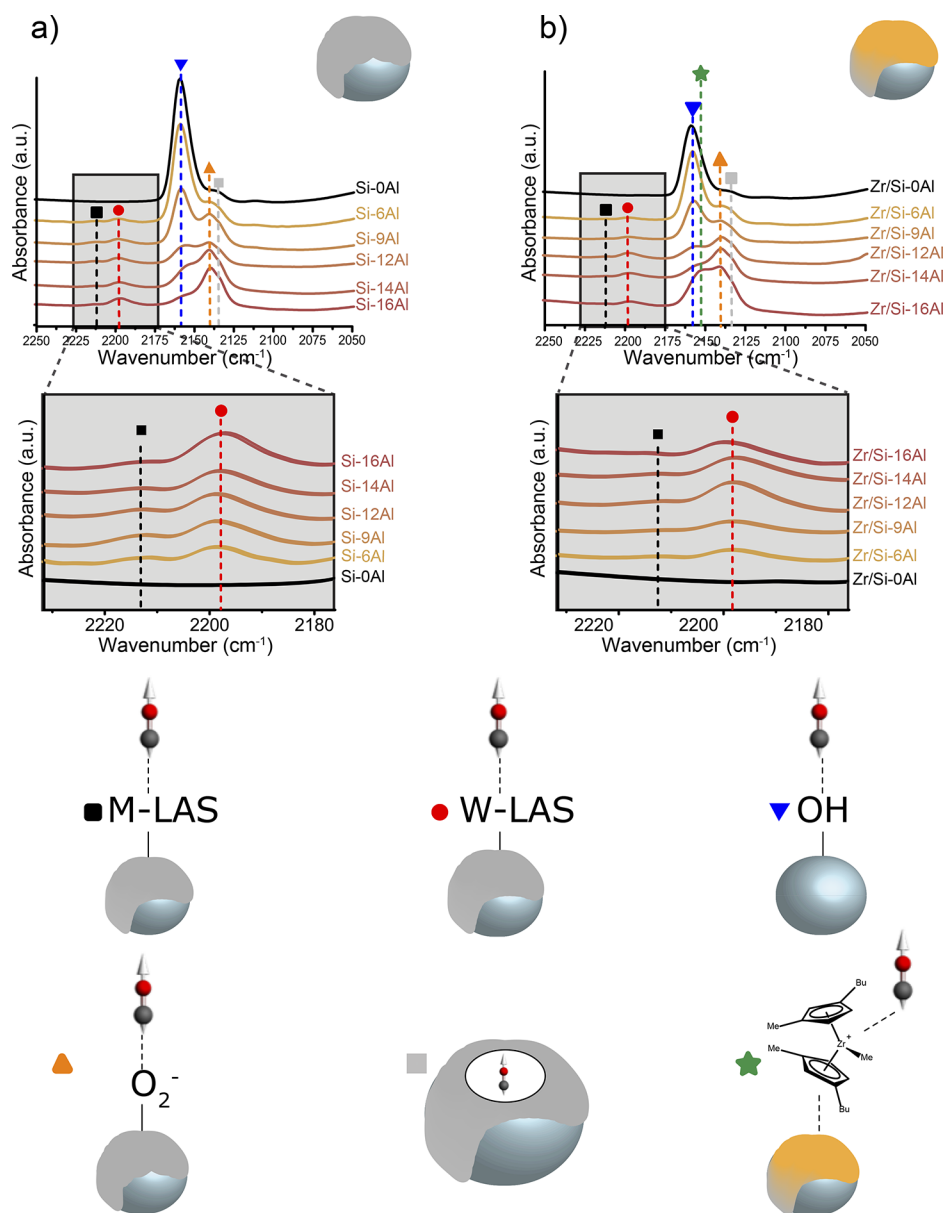 a)
Absorbance (a.u.)
Si-0Al
Si-6Al
Si-9Al
Si-12Al
Si-14Al
Si-16Al
2250 2225 2200 2175 2150 2125 2100 2075 2050
Wavenumber (cm-1)
b)
Absorbance (a.u.)
Zr/Si-0Al
Zr/Si-6Al
Zr/Si-9Al
Zr/Si-12Al
Zr/Si-14Al
Zr/Si-16Al
2250 2225 2200 2175 2150 2125 2100 2075 2050
Wavenumber (cm-1)
Absorbance (a.u.)
Si-16Al
Si-14Al
Si-12Al
Si-9Al
Si-6Al
Si-0Al
2220 2200 2180
Wavenumber (cm-1)
Absorbance (a.u.)
Zr/Si-16Al
Zr/Si-14Al
Zr/Si-12Al
Zr/Si-9Al
Zr/Si-6Al
Zr/Si-0Al
2220 2200 2180
Wavenumber (cm-1)
M-LAS
W-LAS
OH
O2-
Bu
Me
Zr+
Me
Me
Bu